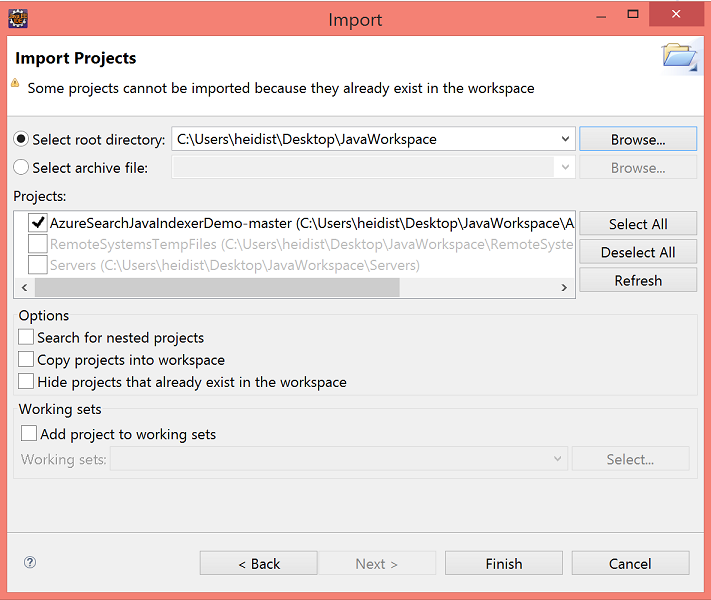 Import
Import Projects
Some projects cannot be imported because they already exist in the workspace
Select root directory: C:\Users\heidist\Desktop\JavaWorkspace Browse...
Select archive file: Browse...
Projects:
AzureSearchJavaIndexerDemo-master (C:\Users\heidist\Desktop\JavaWorkspace\A Select All
RemoteSystemsTempFiles (C:\Users\heidist\Desktop\JavaWorkspace\RemoteSyste
Deselect All
Servers (C:\Users\heidist\Desktop\JavaWorkspace\Servers)
Refresh
Options
Search for nested projects
Copy projects into workspace
Hide projects that already exist in the workspace
Working sets
Add project to working sets
Working sets: Select...
? < Back Next > Finish Cancel